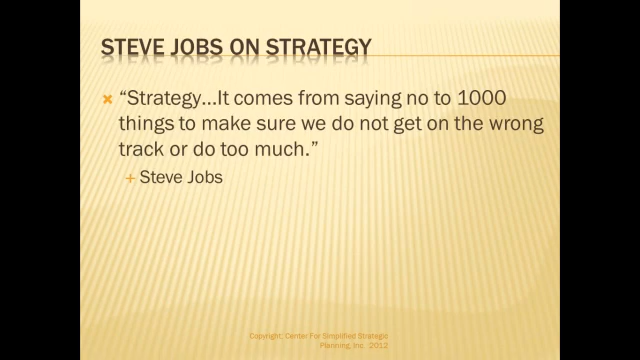 STEVE JOBS ON STRATEGY
“Strategy...It comes from saying no to 1000
things to make sure we do not get on the wrong
track or do too much.”
Steve Jobs
Copyright; Center For Simplified Strategic
Planning, Inc. 2012